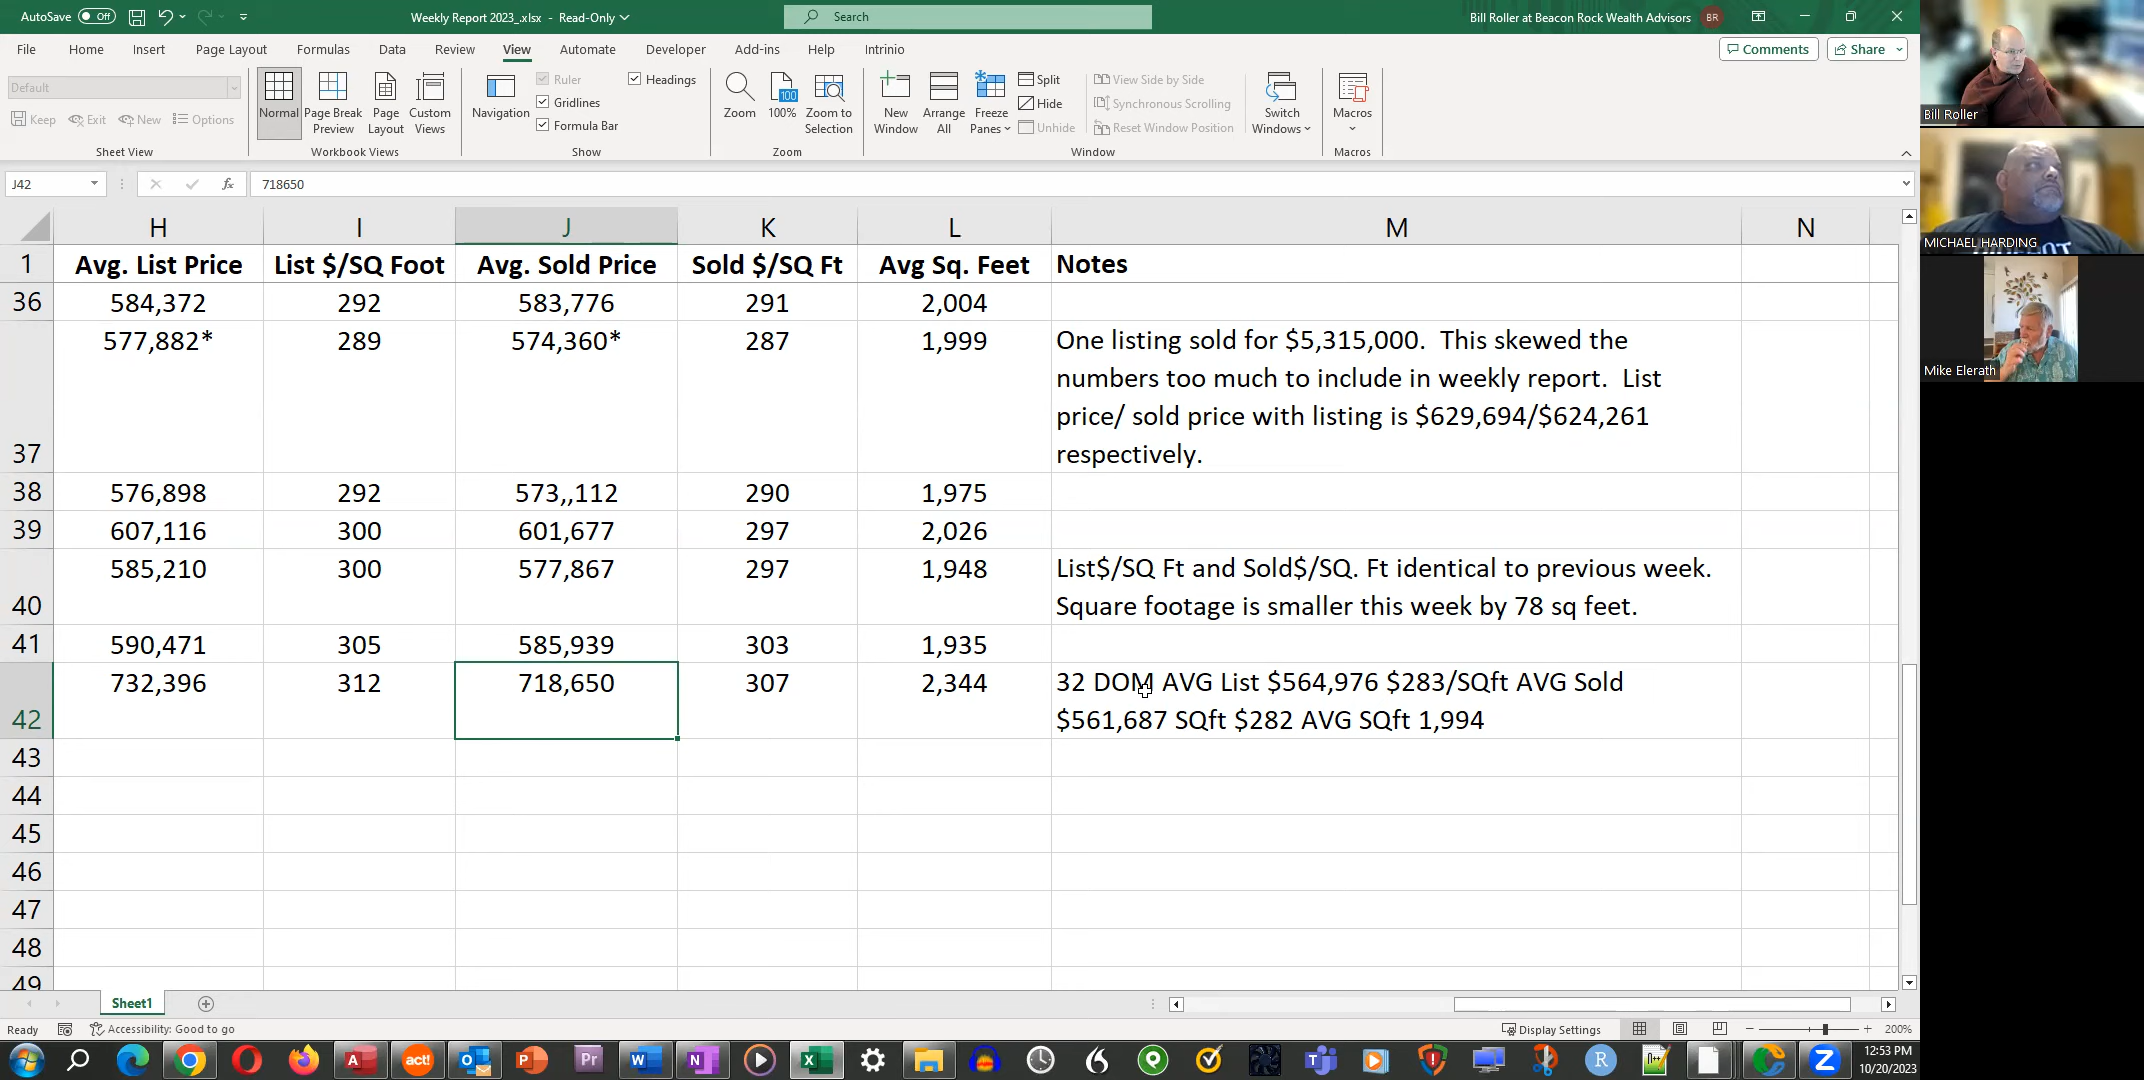 AutoSave Off Weekly Report 2023_.xlsx - Read-Only Search Bill Roller at Beacon Rock Wealth Advisors BR
File Home Insert Page Layout Formulas Data Review View Automate Developer Add-ins Help Intrinio Comments Share
Default
Keep Exit New Options
Sheet View
Normal Page Break Preview Page Layout Custom Views
Workbook Views
Navigation Ruler Gridlines Formula Bar Headings
Show
Zoom 100% Zoom to Selection
Zoom
New Window Arrange All Freeze Panes Split Hide Unhide View Side by Side Synchronous Scrolling Reset Window Position Switch Windows
Window
Macros
Macros
J42 fx 718650
H I J K L M N
1 Avg. List Price List $/SQ Foot Avg. Sold Price Sold $/SQ Ft Avg Sq. Feet Notes
36 584,372 292 583,776 291 2,004
37 577,882* 289 574,360* 287 1,999 One listing sold for $5,315,000. This skewed the
numbers too much to include in weekly report. List
price/ sold price with listing is $629,694/$624,261
respectively.
38 576,898 292 573,,112 290 1,975
39 607,116 300 601,677 297 2,026
40 585,210 300 577,867 297 1,948 List$/SQ Ft and Sold$/SQ. Ft identical to previous week.
Square footage is smaller this week by 78 sq feet.
41 590,471 305 585,939 303 1,935
42 732,396 312 718,650 307 2,344 32 DOM AVG List $564,976 $283/SQft AVG Sold
$561,687 SQft $282 AVG SQft 1,994
43
44
45
46
47
48
49
Sheet1
Ready Accessibility: Good to go Display Settings 200%
act! Pr 12:53 PM
10/20/2023
Bill Roller
MICHAEL HARDING
Mike Elerath